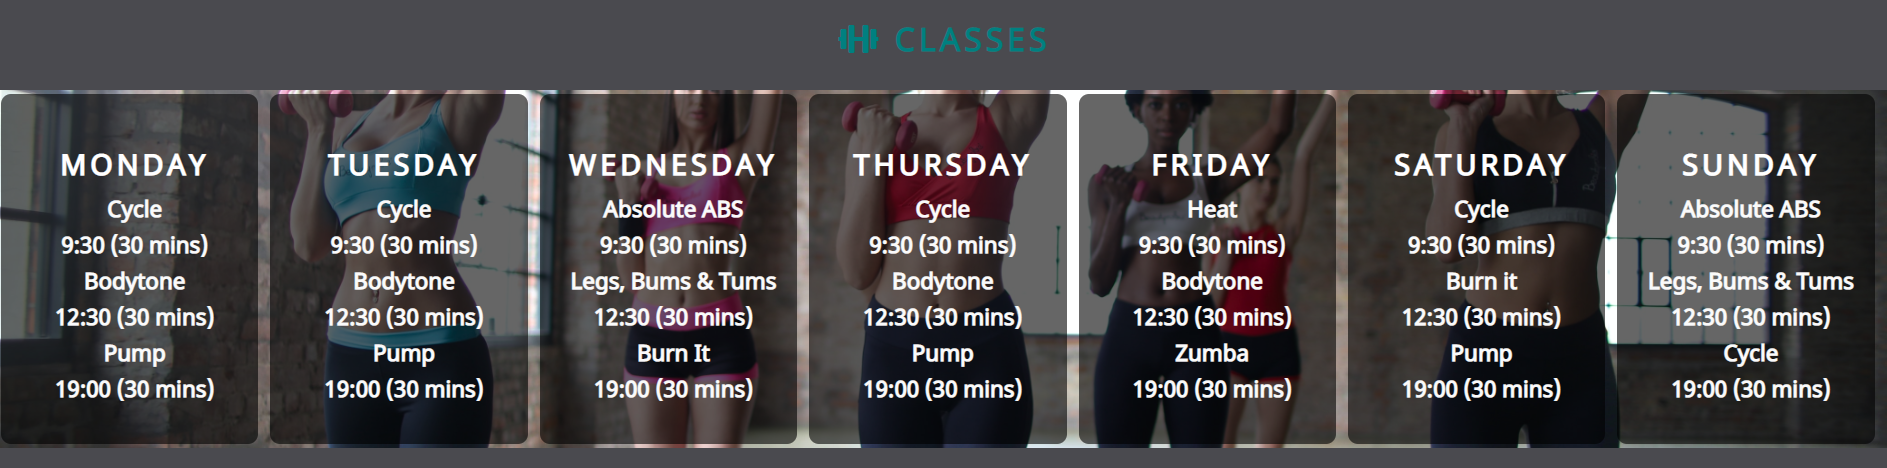 CLASSES
MONDAY
Cycle
9:30 (30 mins)
Bodytone
12:30 (30 mins)
Pump
19:00 (30 mins)
TUESDAY
Cycle
9:30 (30 mins)
Bodytone
12:30 (30 mins)
Pump
19:00 (30 mins)
WEDNESDAY
Absolute ABS
9:30 (30 mins)
Legs, Bums & Tums
12:30 (30 mins)
Burn It
19:00 (30 mins)
THURSDAY
Cycle
9:30 (30 mins)
Bodytone
12:30 (30 mins)
Pump
19:00 (30 mins)
FRIDAY
Heat
9:30 (30 mins)
Bodytone
12:30 (30 mins)
Zumba
19:00 (30 mins)
SATURDAY
Cycle
9:30 (30 mins)
Burn it
12:30 (30 mins)
Pump
19:00 (30 mins)
SUNDAY
Absolute ABS
9:30 (30 mins)
Legs, Bums & Tums
12:30 (30 mins)
Cycle
19:00 (30 mins)